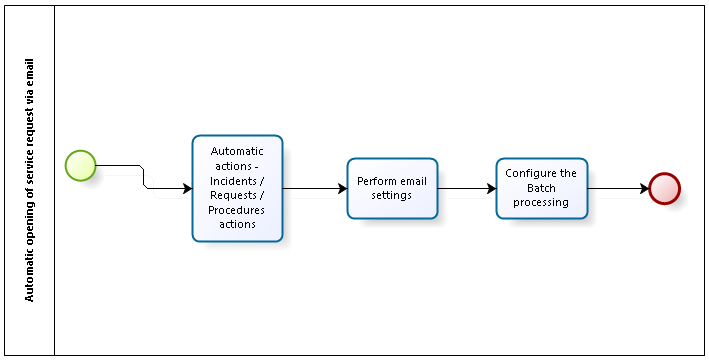 Automatic opening of service request via email
Automatic
actions -
Incidents /
Requests /
Procedures
actions
Perform email
settings
Configure the
Batch
processing